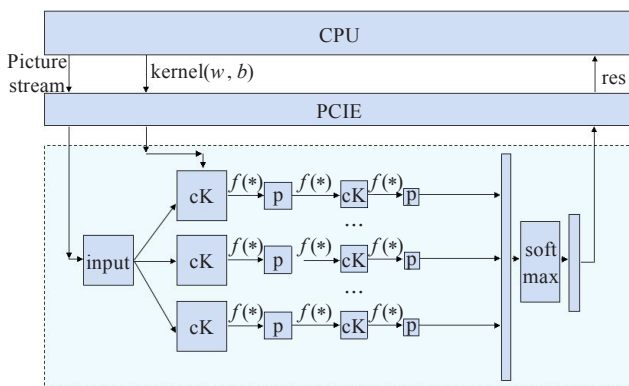 CPU
Picture
stream
kernel(w, b)
res
PCIE
f(*) f(*) f(*)
cK p cK p
...
f(*) f(*) f(*)
input cK p cK p
soft
max
...
f(*) f(*) f(*)
cK p cK p